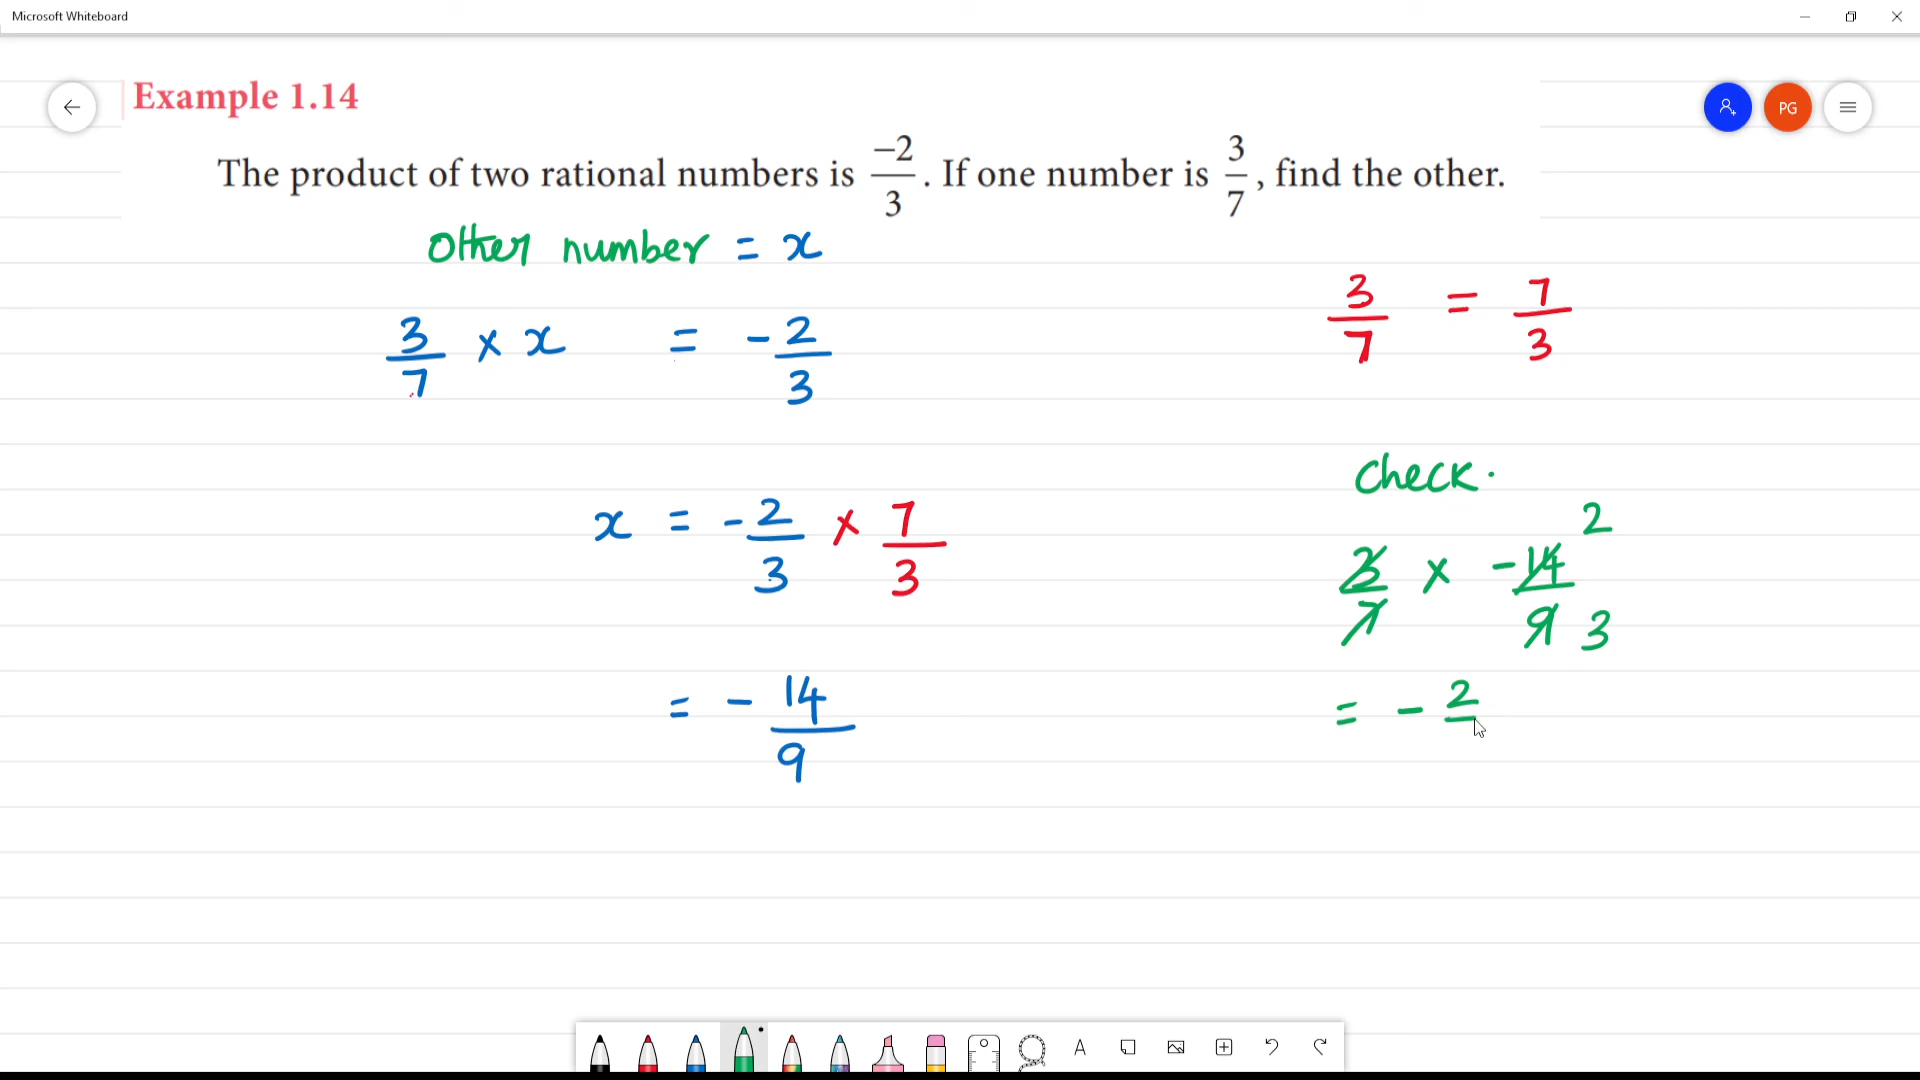 Microsoft Whiteboard
Example 1.14
The product of two rational numbers is -2/3. If one number is 3/7, find the other.
PG
Other number = x
3/7 × x = -2/3
3/7 = 7/3
x = -2/3 × 7/3
Check.
3/7 × -14/9 2 3
= -14/9
= -2
A